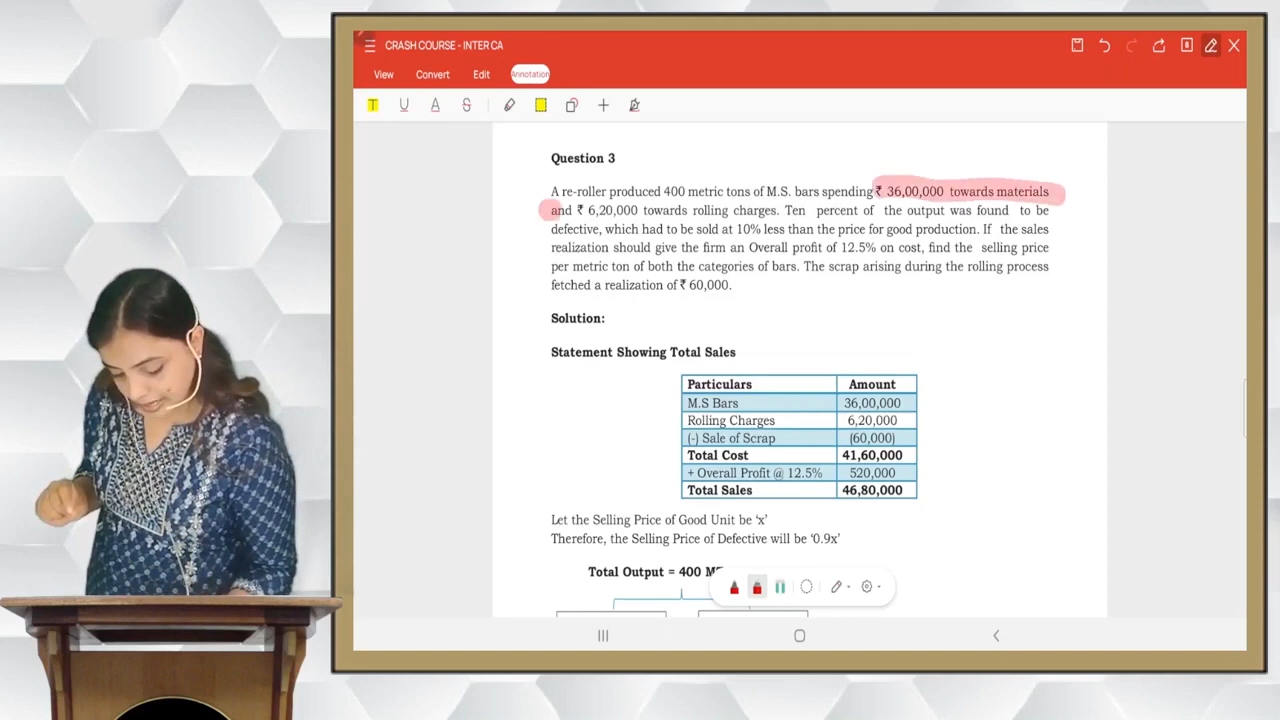 CRASH COURSE - INTER CA
View Convert Edit Annotation
T U A S
Question 3
A re-roller produced 400 metric tons of M.S. bars spending ₹ 36,00,000 towards materials
and ₹ 6,20,000 towards rolling charges. Ten percent of the output was found to be
defective, which had to be sold at 10% less than the price for good production. If the sales
realization should give the firm an Overall profit of 12.5% on cost, find the selling price
per metric ton of both the categories of bars. The scrap arising during the rolling process
fetched a realization of ₹ 60,000.
Solution:
Statement Showing Total Sales
Particulars Amount
M.S Bars 36,00,000
Rolling Charges 6,20,000
(-) Sale of Scrap (60,000)
Total Cost 41,60,000
+ Overall Profit @ 12.5% 520,000
Total Sales 46,80,000
Let the Selling Price of Good Unit be ‘x’
Therefore, the Selling Price of Defective will be ‘0.9x’
Total Output = 400